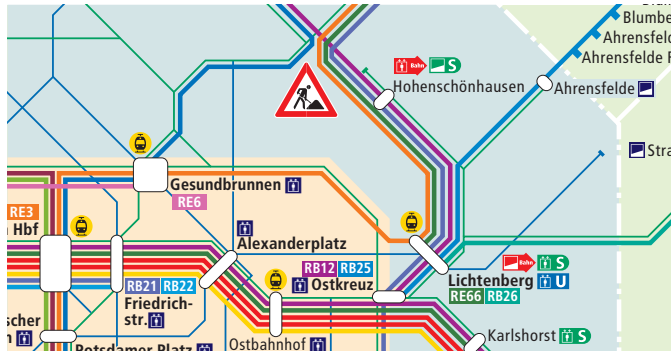 Blumbe
Ahrensfeld
Ahrensfelde F
Bahn S
Hohenschönhausen
Ahrensfelde
Stra
Gesundbrunnen
RE6
RE3
Hbf
Alexanderplatz
Bahn S
RB12 RB25
Lichtenberg U
RB21 RB22
Ostkreuz
RE66 RB26
Friedrich-
str.
scher
Karlshorst S
Ostbahnhof
Potsdamer Platz